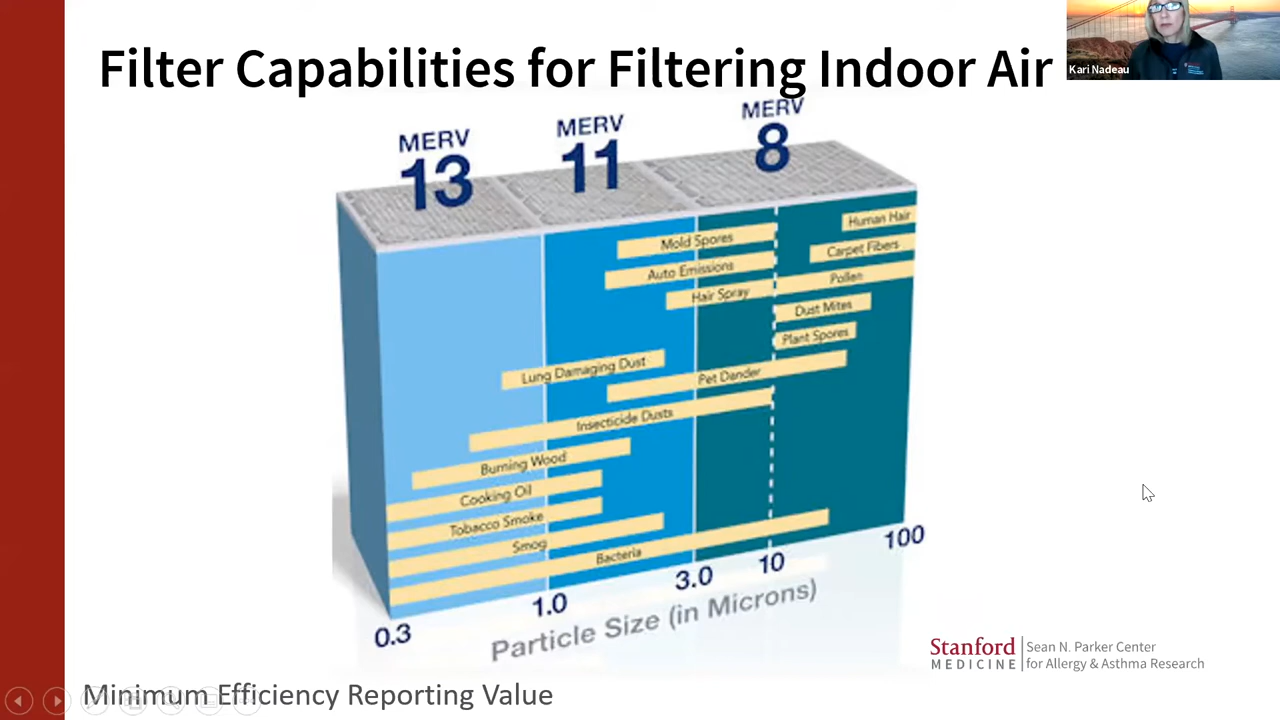 Filter Capabilities for Filtering Indoor Air
Kari Nadeau
MERV
13
MERV
11
MERV
8
Human Hair
Mold Spores
Carpet Fibers
Auto Emissions
Pollen
Hair Spray
Dust Mites
Plant Spores
Lung Damaging Dust
Pet Dander
Insecticide Dusts
Burning Wood
Cooking Oil
Tobacco Smoke
Smog
Bacteria
0.3
1.0
3.0
10
100
Particle Size (in Microns)
Stanford
MEDICINE
Sean N. Parker Center
for Allergy & Asthma Research
Minimum Efficiency Reporting Value